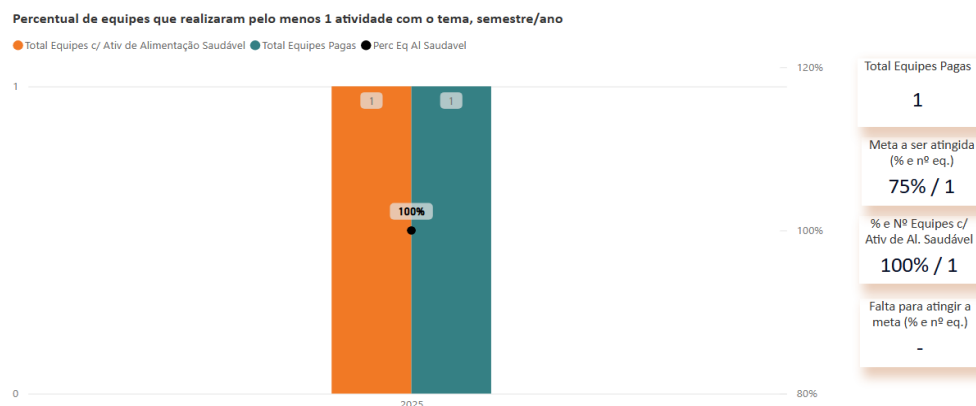 Percentual de equipes que realizaram pelo menos 1 atividade com o tema, semestre/ano
Total Equipes c/ Ativ de Alimentação Saudável Total Equipes Pagas Perc Eq Al Saudavel
120%
1
1
1
100%
100%
0
80%
2025
Total Equipes Pagas
1
Meta a ser atingida
(% e nº eq.)
75% / 1
% e Nº Equipes c/
Ativ de Al. Saudável
100% / 1
Falta para atingir a
meta (% e nº eq.)
-